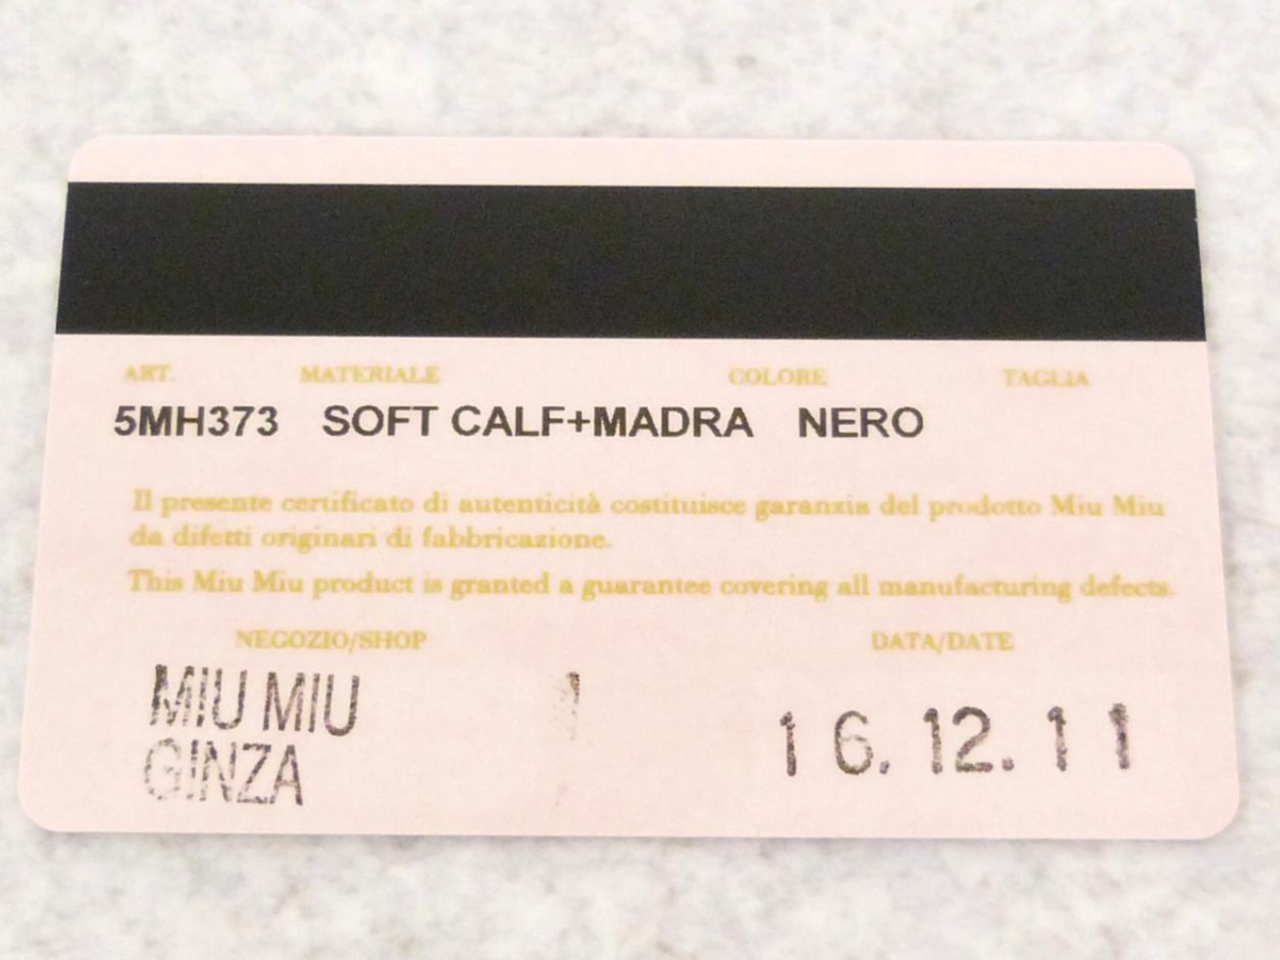 ART. MATERIALE COLORE TAGLIA
5MH373 SOFT CALF+MADRA NERO
Il presente certificato di autenticità costituisce garanzia del prodotto Miu Miu
da difetti originari di fabbricazione.
This Miu Miu product is granted a guarantee covering all manufacturing defects.
NEGOZIO/SHOP DATA/DATE
MIU MIU 1 16.12.11
GINZA